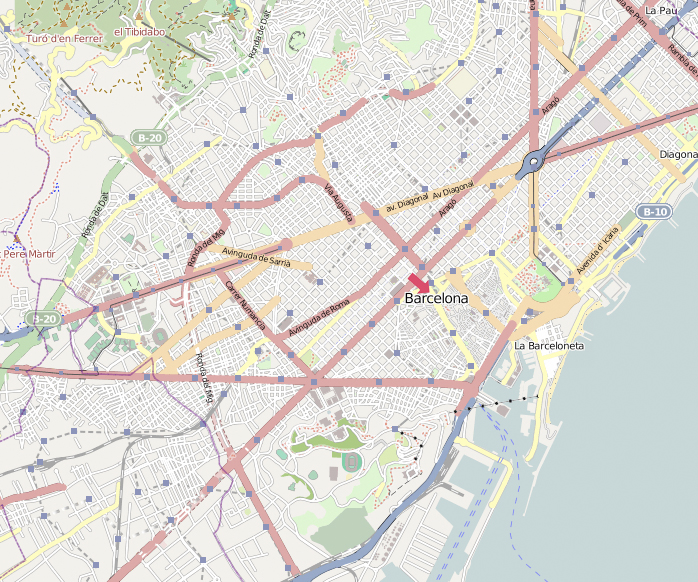 La Pau
Rambla de Prim
el Tibidabo
Turó d'en Ferrer
Ronda de Dalt
Aragó
B-20
Diagona
Via Augusta
av. Diagonal
Av Diagonal
Aragó
B-10
Ronda de Dalt
Ronda del Mig
Avinguda d' Icària
Avinguda de Sarrià
t Pere Màrtir
Carrer Numància
Barcelona
Avinguda de Roma
B-20
La Barceloneta
Ronda del Mig